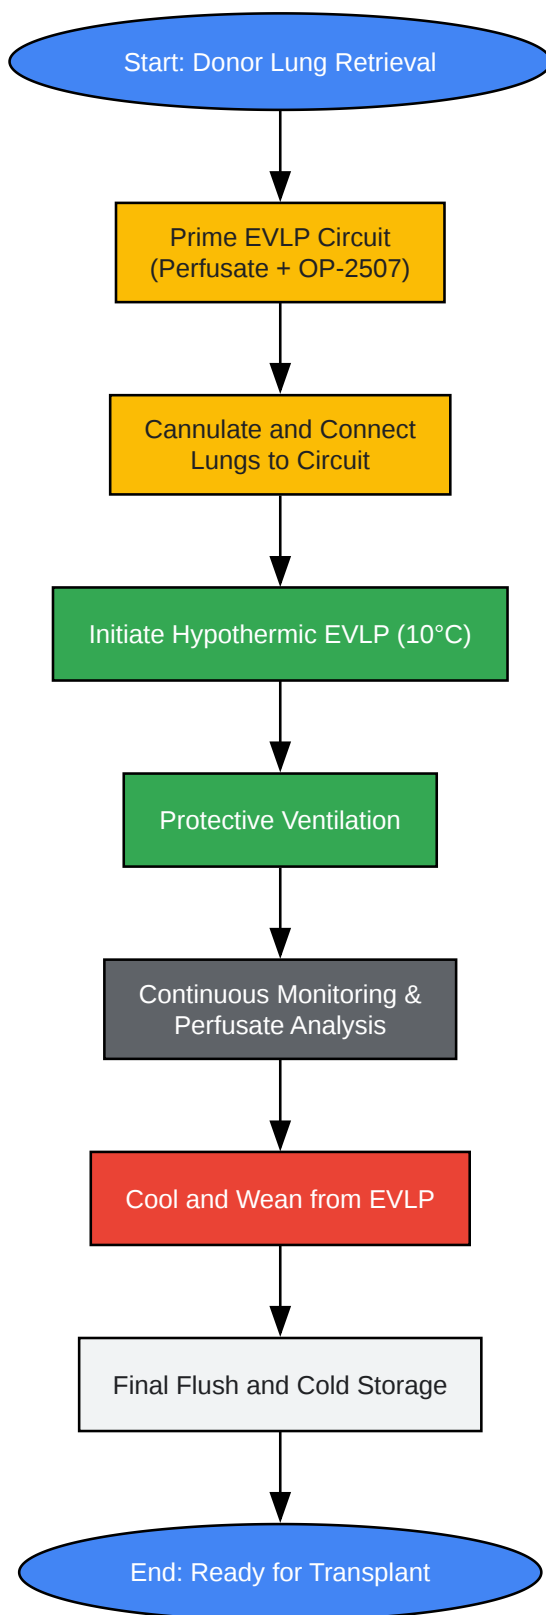 Start: Donor Lung Retrieval
Prime EVLP Circuit
(Perfusate + OP-2507)
Cannulate and Connect
Lungs to Circuit
Initiate Hypothermic EVLP (10°C)
Protective Ventilation
Continuous Monitoring &
Perfusate Analysis
Cool and Wean from EVLP
Final Flush and Cold Storage
End: Ready for Transplant